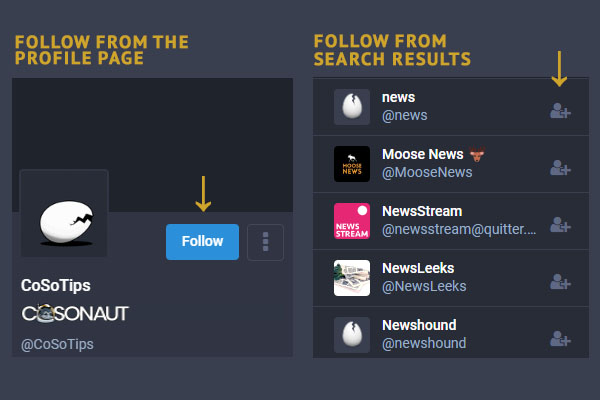 FOLLOW FROM THE
PROFILE PAGE
Follow
CoSoTips
COSONAUT
@CoSoTips
FOLLOW FROM
SEARCH RESULTS
news
@news
MOOSE
NEWS
Moose News
@MooseNews
NEWS
STREAM
NewsStream
@newsstream@quitter....
NewsLeeks
@NewsLeeks
Newshound
@newshound